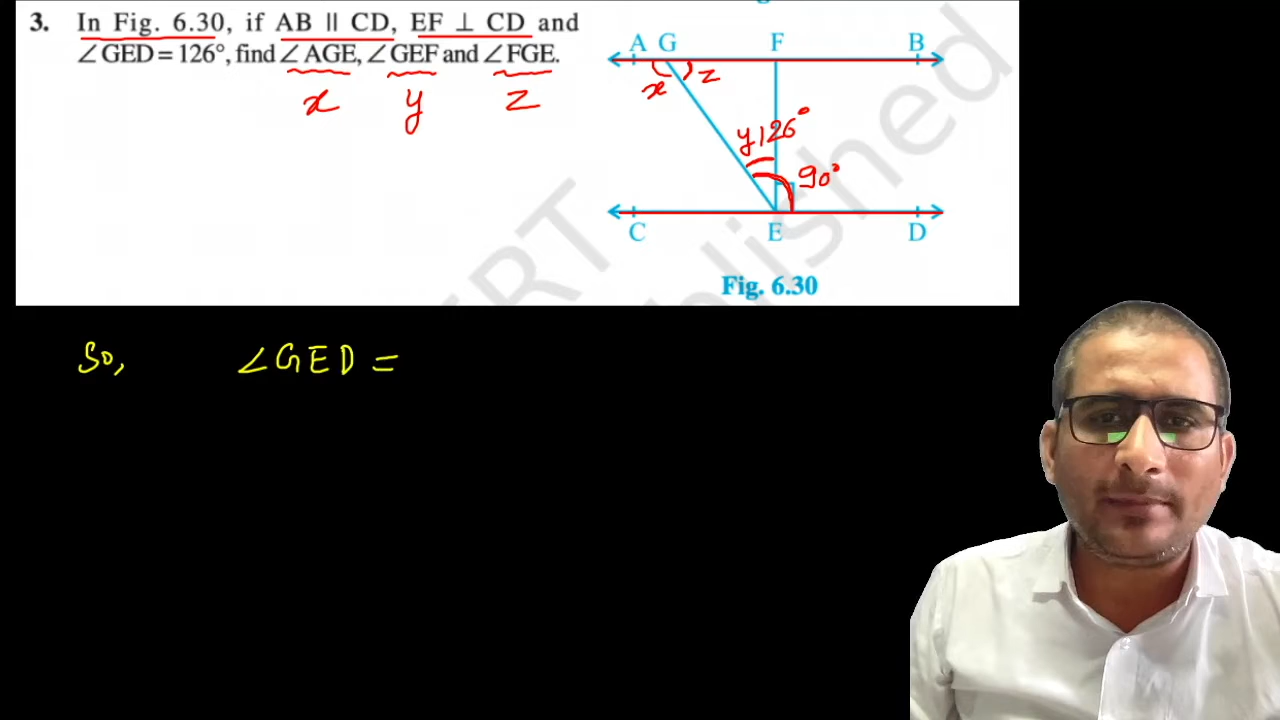 3. In Fig. 6.30, if AB || CD, EF ⊥ CD and
∠GED = 126°, find ∠AGE, ∠GEF and ∠FGE.
x y z
A G F B
x z
y 126°
90°
C E D
Fig. 6.30
So, ∠GED =